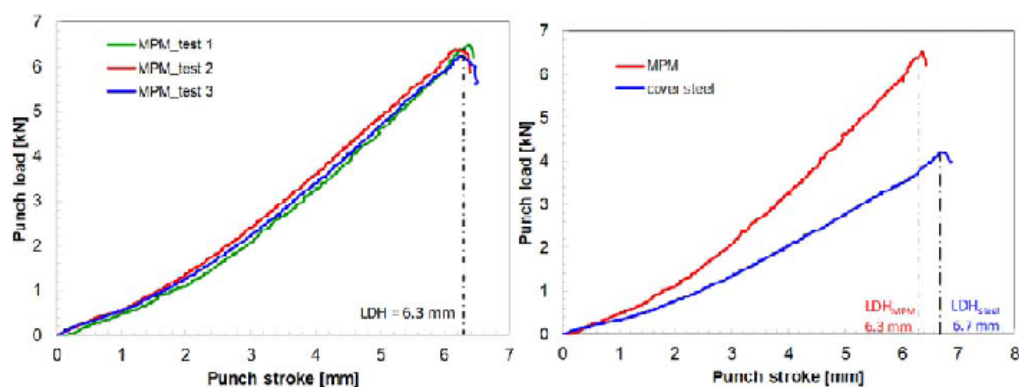 7
6
5
4
3
2
1
0
Punch load [kN]
MPM_test 1
MPM_test 2
MPM_test 3
LDH = 6.3 mm
0 1 2 3 4 5 6 7
Punch stroke [mm]
7
6
5
4
3
2
1
0
Punch load [kN]
MPM
cover steel
LDH_MPM LDH_steel
6.3 mm 6.7 mm
0 1 2 3 4 5 6 7 8
Punch stroke [mm]